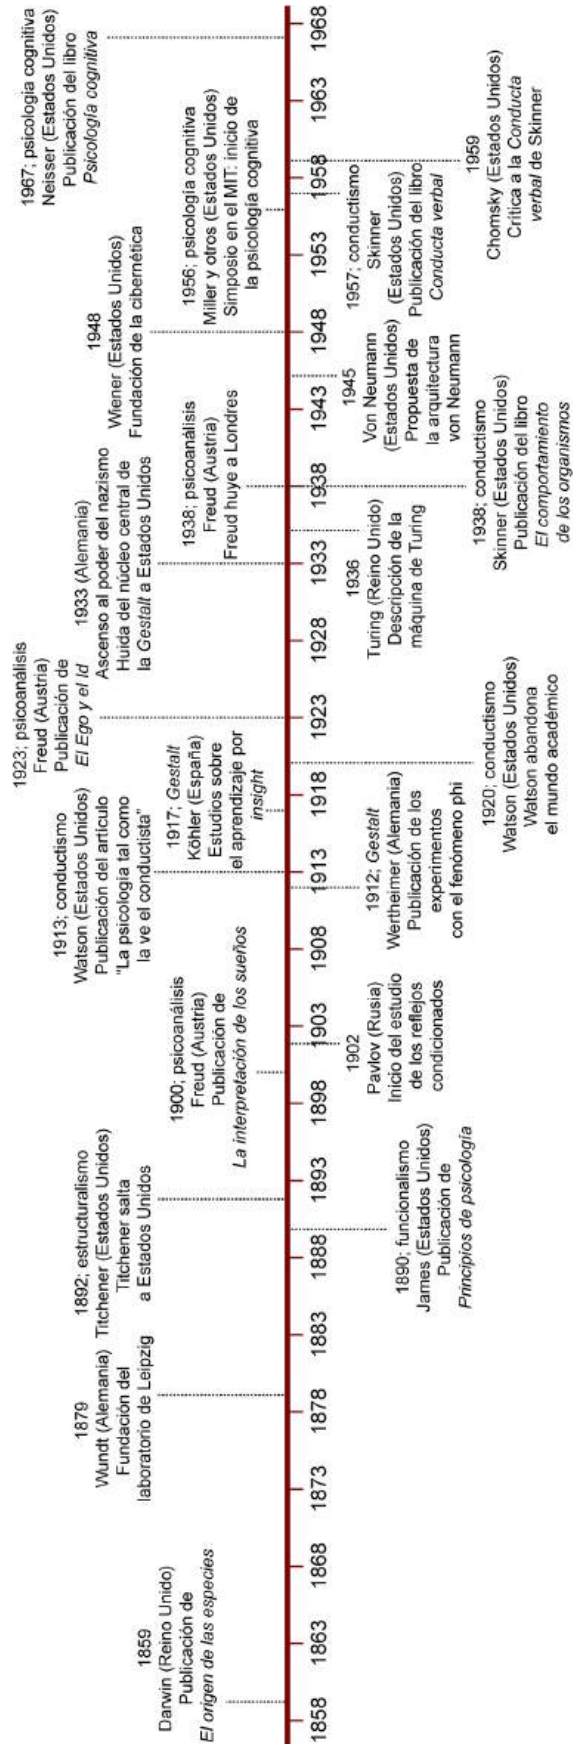 1859
Darwin (Reino Unido)
Publicación de
El origen de las especies
1879
Wundt (Alemania)
Fundación del
laboratorio de Leipzig
1892; estructuralismo
Titchener (Estados Unidos)
Titchener salta
a Estados Unidos
1900; psicoanálisis
Freud (Austria)
Publicación de
La interpretación de los sueños
1913; conductismo
Watson (Estados Unidos)
Publicación del artículo
"La psicología tal como
la ve el conductista"
1917; Gestalt
Köhler (España)
Estudios sobre
el aprendizaje por
insight
1923; psicoanálisis
Freud (Austria)
Publicación de
El Ego y el Id
1933 (Alemania)
Ascenso al poder del nazismo
Huida del núcleo central de
la Gestalt a Estados Unidos
1938; psicoanálisis
Freud (Austria)
Freud huye a Londres
1948
Wiener (Estados Unidos)
Fundación de la cibernética
1956; psicología cognitiva
Miller y otros (Estados Unidos)
Simposio en el MIT: inicio de
la psicología cognitiva
1967; psicología cognitiva
Neisser (Estados Unidos)
Publicación del libro
Psicología cognitiva
1858
1863
1868
1873
1878
1883
1888
1893
1898
1903
1908
1913
1918
1923
1928
1933
1938
1943
1948
1953
1958
1963
1968
1890; funcionalismo
James (Estados Unidos)
Publicación de
Principios de psicología
1902
Pavlov (Rusia)
Inicio del estudio
de los reflejos
condicionados
1912; Gestalt
Wertheimer (Alemania)
Publicación de los
experimentos
con el fenómeno phi
1920; conductismo
Watson (Estados Unidos)
Watson abandona
el mundo académico
1936
Turing (Reino Unido)
Descripción de la
máquina de Turing
1938; conductismo
Skinner (Estados Unidos)
Publicación del libro
El comportamiento
de los organismos
1945
Von Neumann
(Estados Unidos)
Propuesta de
la arquitectura
von Neumann
1957; conductismo
Skinner
(Estados Unidos)
Publicación del libro
Conducta verbal
1959
Chomsky (Estados Unidos)
Crítica a la Conducta
verbal de Skinner